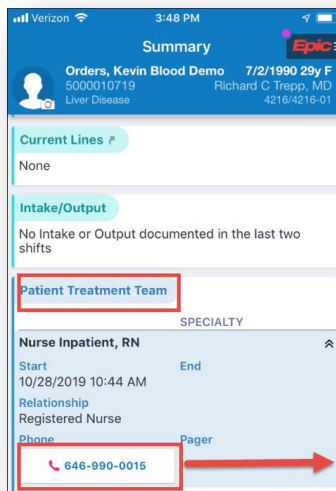 Verizon 3:48 PM
Summary Epic
Orders, Kevin Blood Demo 7/2/1990 29y F
5000010719 Richard C Trepp, MD
Liver Disease 4216/4216-01
Current Lines
None
Intake/Output
No Intake or Output documented in the last two
shifts
Patient Treatment Team
SPECIALTY
Nurse Inpatient, RN
Start End
10/28/2019 10:44 AM
Relationship
Registered Nurse
Phone Pager
646-990-0015